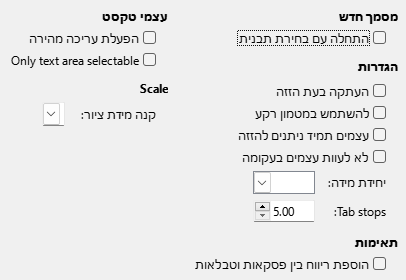 מסמך חדש
התחלה עם בחירת תבנית
הגדרות
העתקה בעת הזזה
להשתמש במטמון רקע
עצמים תמיד ניתנים להזזה
לא לעוות עצמים בעקומה
יחידת מידה:
Tab stops: 5.00
תאימות
הוספת ריווח בין פסקאות וטבלאות
עצמי טקסט
הפעלת עריכה מהירה
Only text area selectable
Scale
קנה מידת ציור: